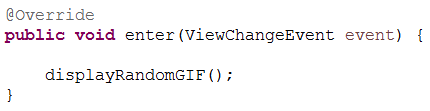 @Override
public void enter(ViewChangeEvent event) {
displayRandomGIF();
}